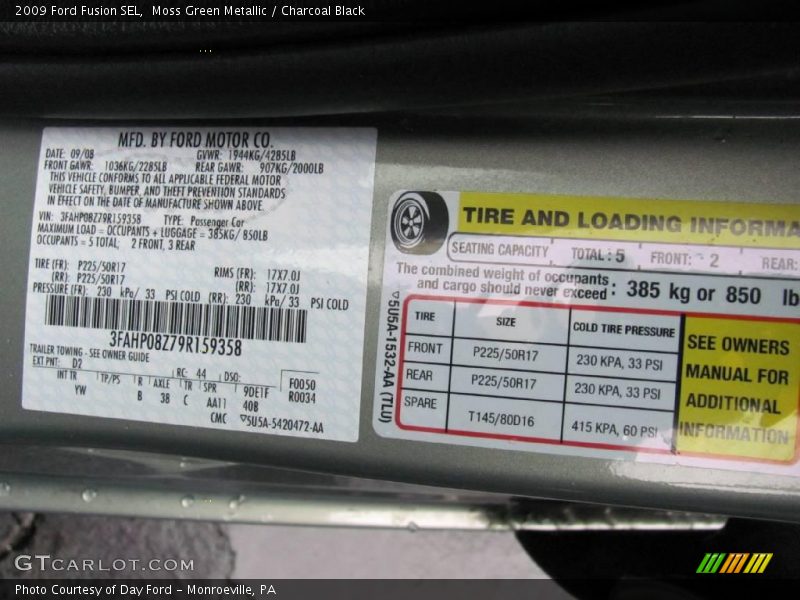 2009 Ford Fusion SEL, Moss Green Metallic / Charcoal Black
MFD. BY FORD MOTOR CO.
DATE: 09/08 GVWR: 1944KG/4285LB
FRONT GAWR: 1036KG/2285LB REAR GAWR: 907KG/2000LB
THIS VEHICLE CONFORMS TO ALL APPLICABLE FEDERAL MOTOR
VEHICLE SAFETY, BUMPER, AND THEFT PREVENTION STANDARDS
IN EFFECT ON THE DATE OF MANUFACTURE SHOWN ABOVE.
VIN: 3FAHP08Z79R159358 TYPE: Passenger Car
MAXIMUM LOAD = OCCUPANTS + LUGGAGE = 385KG/ 850LB
OCCUPANTS = 5 TOTAL; 2 FRONT, 3 REAR
TIRE (FR): P225/50R17 RIMS (FR): 17X7.0J
(RR): P225/50R17 (RR): 17X7.0J
PRESSURE (FR): 230 kPa/ 33 PSI COLD (RR): 230 kPa/ 33 PSI COLD
3FAHP08Z79R159358
TRAILER TOWING - SEE OWNER GUIDE
EXT PNT: D2 RC: 44 DSO: F0050
INT TR TP/PS R AXLE TR SPR 90E1F R0034
YW B 38 C AA11 40B
CMC ▽5U5A-5420472-AA
TIRE AND LOADING INFORMA
SEATING CAPACITY TOTAL: 5 FRONT: 2 REAR:
The combined weight of occupants
and cargo should never exceed : 385 kg or 850 lb
▽5U5A-1532-AA (TLU)
TIRE SIZE COLD TIRE PRESSURE
FRONT P225/50R17 230 KPA, 33 PSI
REAR P225/50R17 230 KPA, 33 PSI
SPARE T145/80D16 415 KPA, 60 PSI
SEE OWNERS
MANUAL FOR
ADDITIONAL
INFORMATION
GTCARLOT.COM
Photo Courtesy of Day Ford - Monroeville, PA